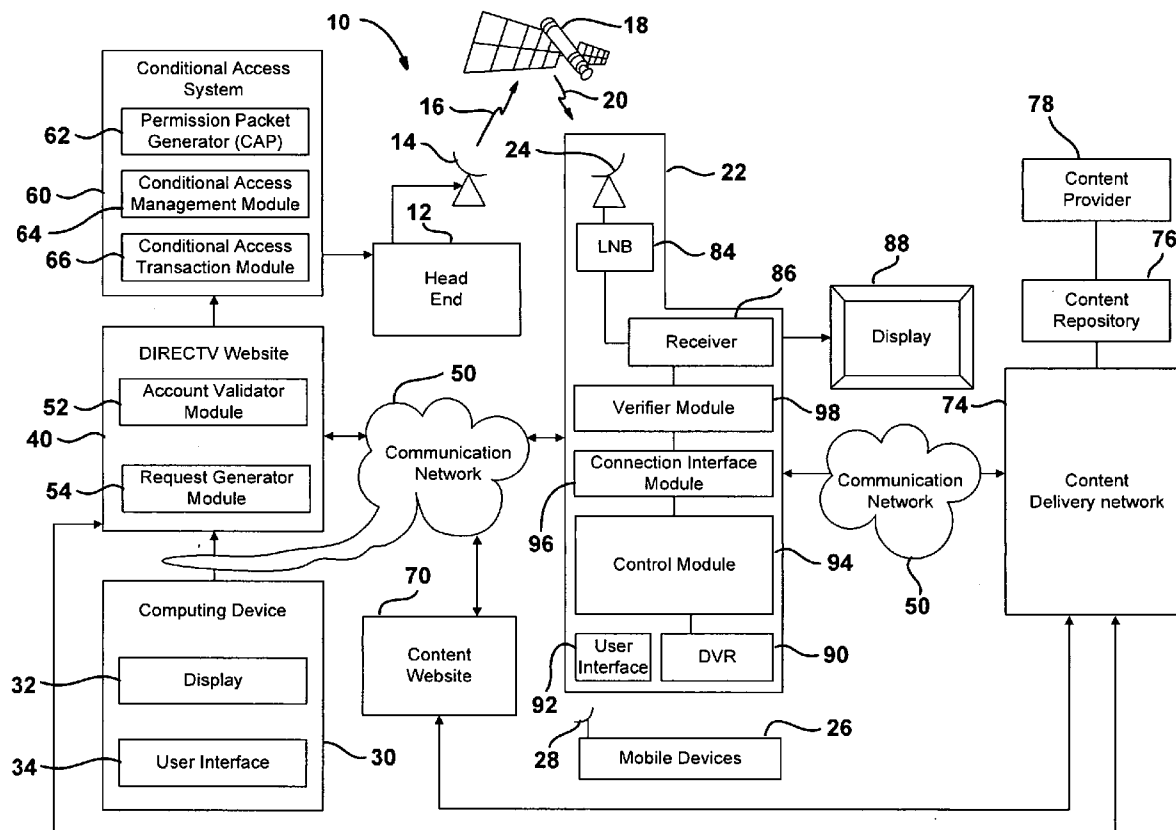 10
18
Conditional Access
System
Permission Packet
Generator (CAP)
62
Conditional Access
Management Module
60
64
Conditional Access
Transaction Module
66
16
20
14
12
Head
End
24
22
LNB
84
78
Content
Provider
76
Content
Repository
86
Receiver
88
Display
DIRECTV Website
Account Validator
Module
52
40
Request Generator
Module
54
50
Communication
Network
Verifier Module
98
Connection Interface
Module
96
Control Module
94
74
Communication
Network
50
Content
Delivery network
Computing Device
Display
32
User Interface
34
30
70
Content
Website
User
Interface
92
DVR
90
28
26
Mobile Devices